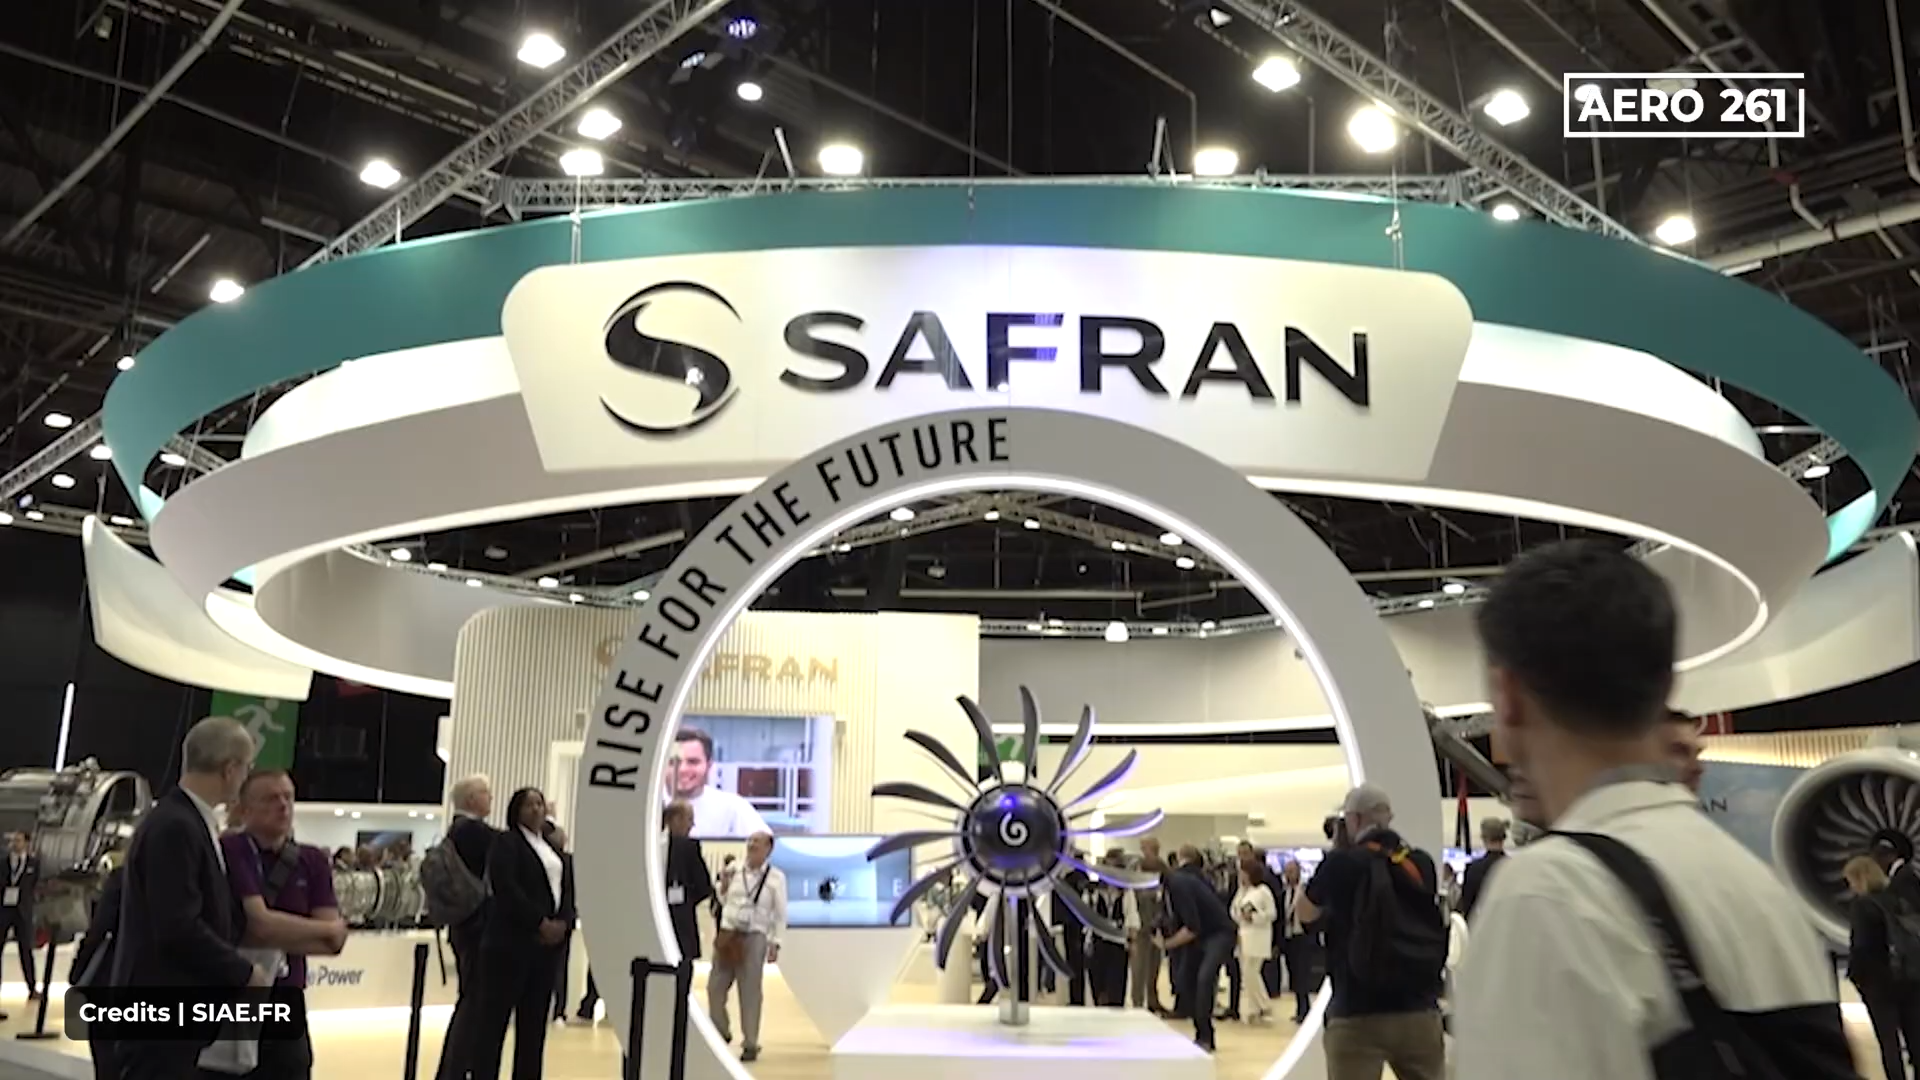 AERO 261
SAFRAN
RISE FOR THE FUTURE
SAFRAN
Power
Credits | SIAE.FR